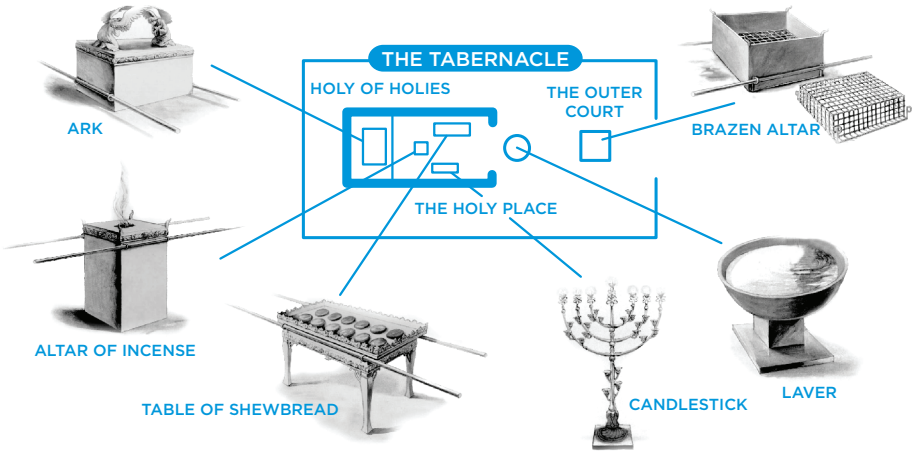 THE TABERNACLE
HOLY OF HOLIES
THE OUTER
COURT
ARK
BRAZEN ALTAR
THE HOLY PLACE
ALTAR OF INCENSE
TABLE OF SHEWBREAD
CANDLESTICK
LAVER